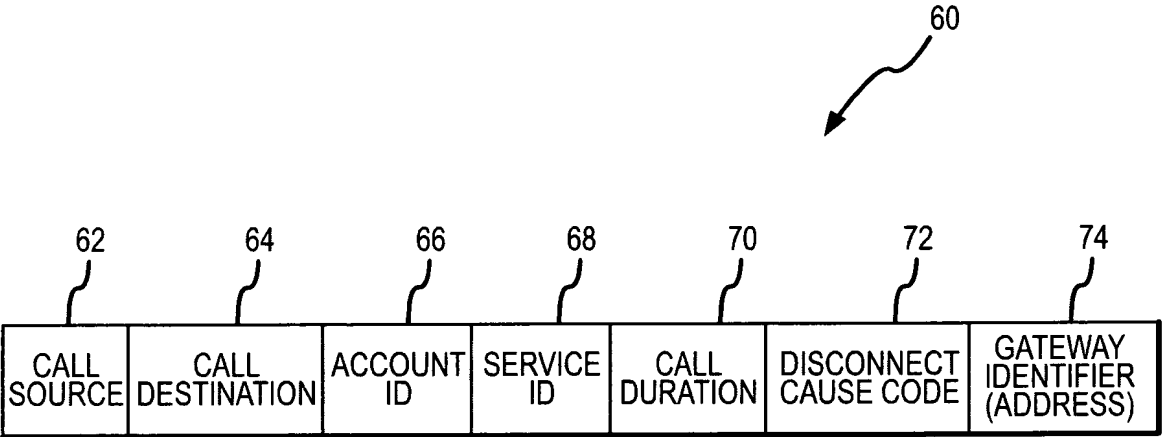 60
62 64 66 68 70 72 74
CALL SOURCE
CALL DESTINATION
ACCOUNT ID
SERVICE ID
CALL DURATION
DISCONNECT CAUSE CODE
GATEWAY IDENTIFIER (ADDRESS)